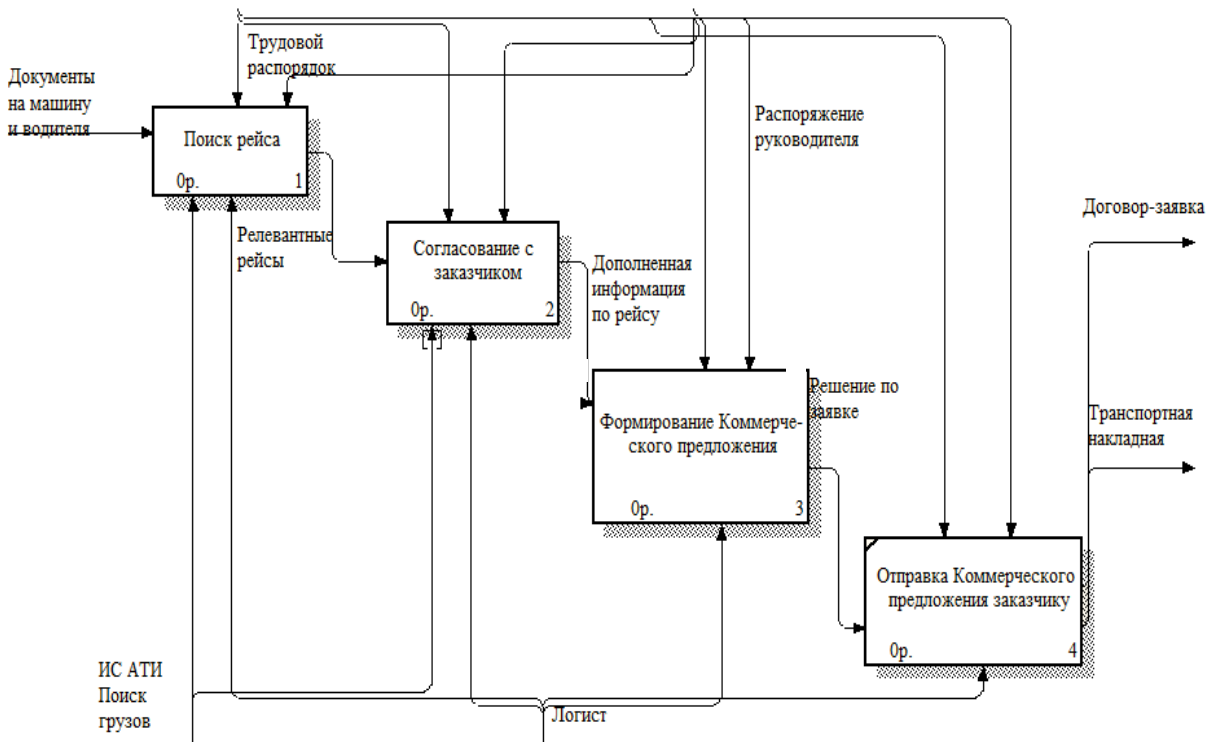 Трудовой
распорядок
Документы
на машину
и водителя
Поиск рейса
0р. 1
Распоряжение
руководителя
Релевантные
рейсы
Согласование с
заказчиком
0р. 2
Дополненная
информация
по рейсу
Договор-заявка
Решение по
заявке
Формирование Коммерче-
ского предложения
0р. 3
Транспортная
накладная
Отправка Коммерческого
предложения заказчику
0р. 4
ИС АТИ
Поиск
грузов
Логист